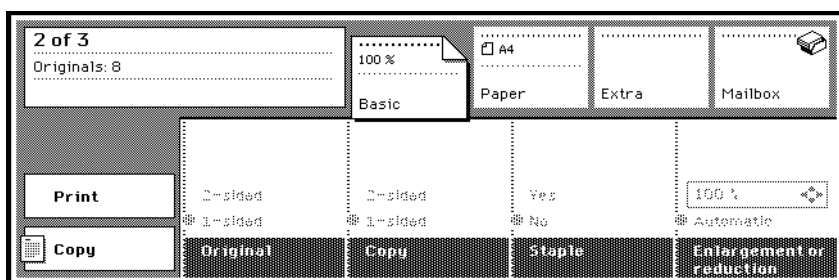 2 of 3
Originals: 8
100 %
Basic
A4
Paper
Extra
Mailbox
Print
Copy
2-sided
1-sided
Original
2-sided
1-sided
Copy
Yes
No
Staple
100 %
Automatic
Enlargement or
reduction